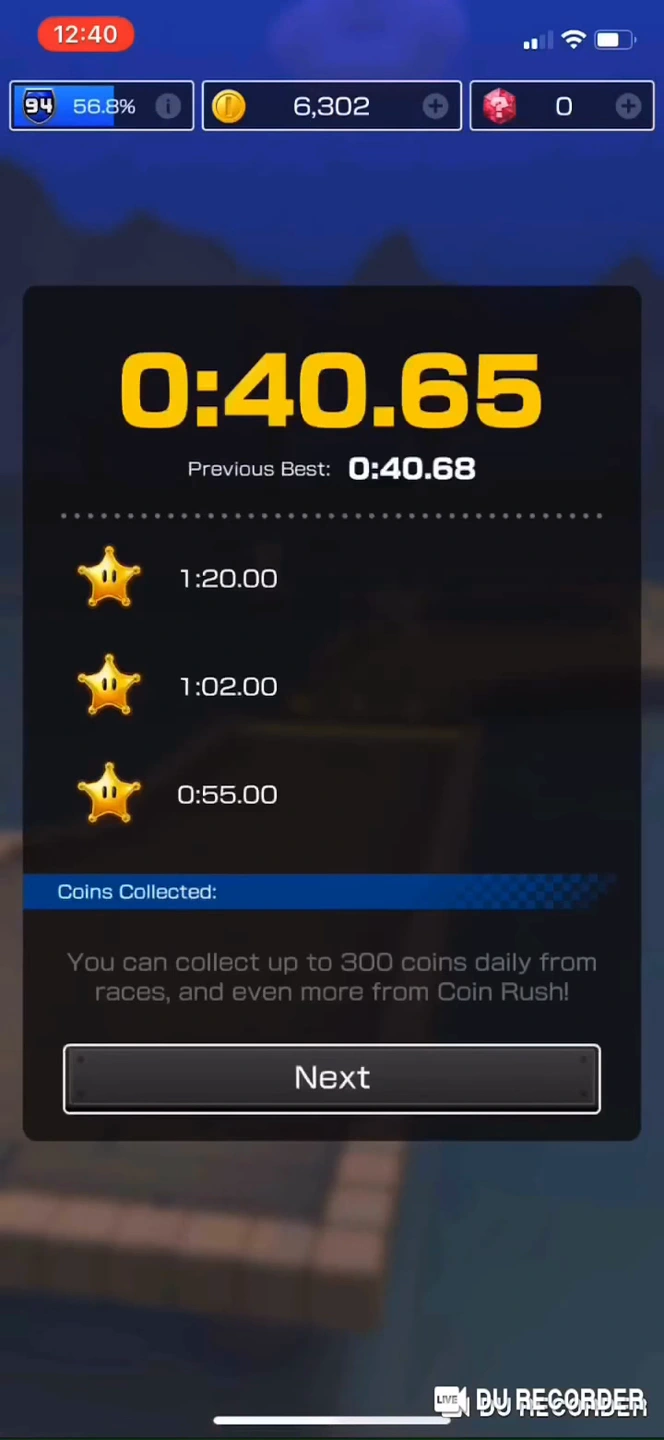 12:40
94 56.8% i 6,302 + ? 0 +
0:40.65
Previous Best: 0:40.68
1:20.00
1:02.00
0:55.00
Coins Collected:
You can collect up to 300 coins daily from
races, and even more from Coin Rush!
Next
LIVE DU RECORDER